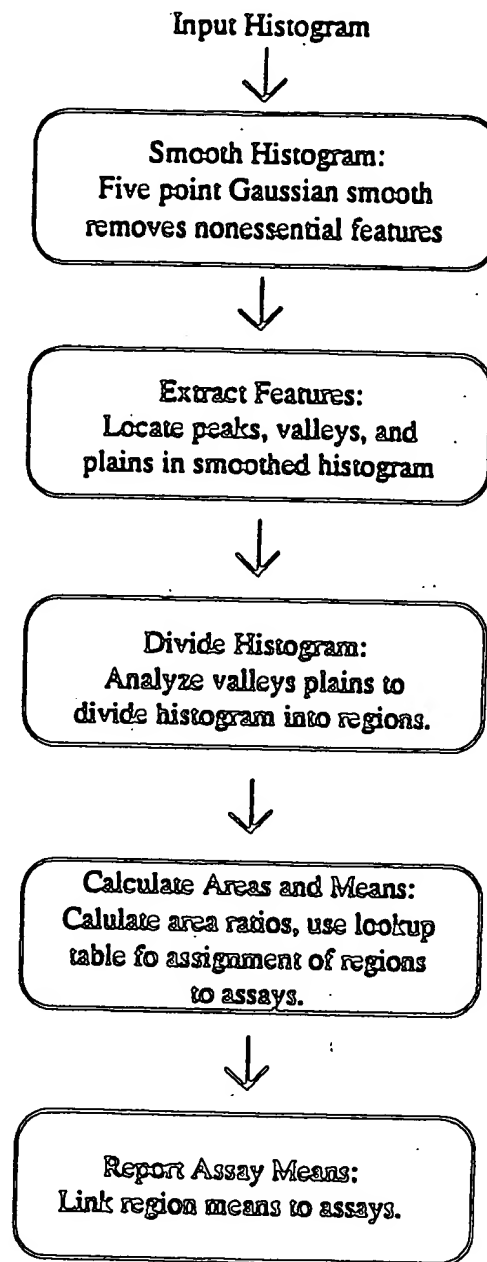 Input Histogram
Smooth Histogram:
Five point Gaussian smooth
removes nonessential features
Extract Features:
Locate peaks, valleys, and
plains in smoothed histogram
Divide Histogram:
Analyze valleys plains to
divide histogram into regions.
Calculate Areas and Means:
Calulate area ratios, use lookup
table fo assignment of regions
to assays.
Report Assay Means:
Link region means to assays.